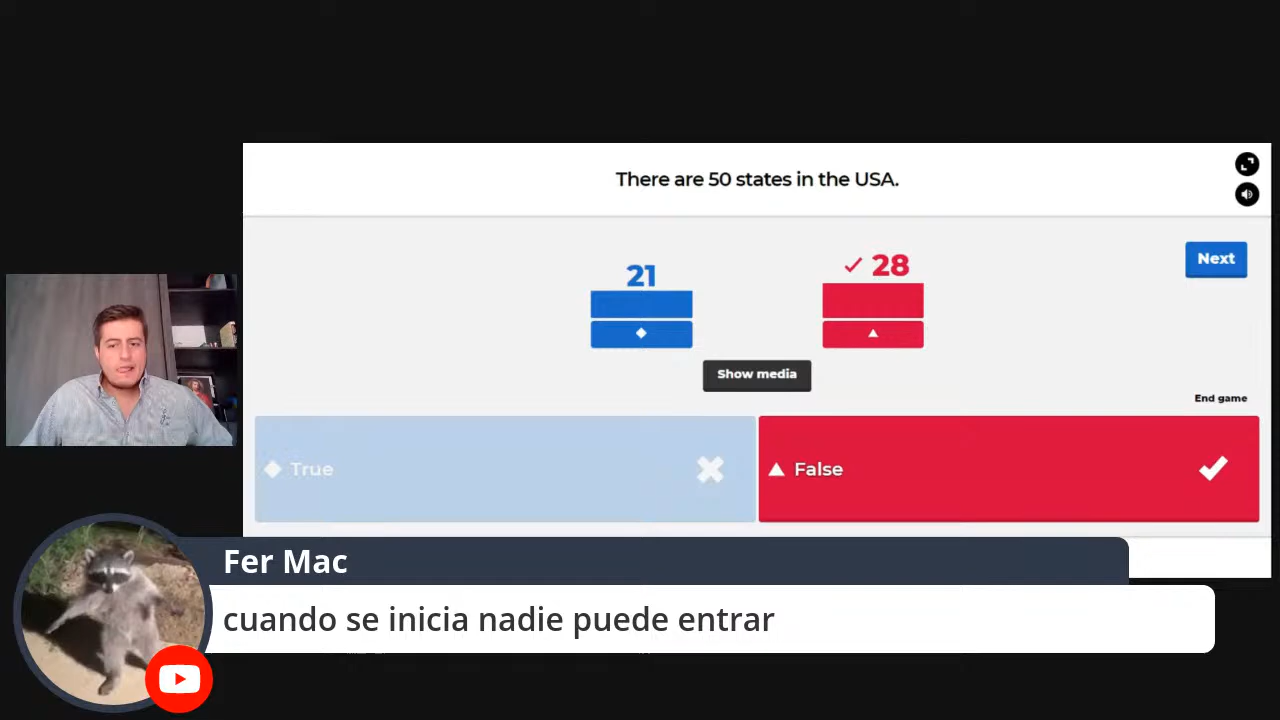 There are 50 states in the USA.
21
28
Next
Show media
End game
True
False
Fer Mac
cuando se inicia nadie puede entrar